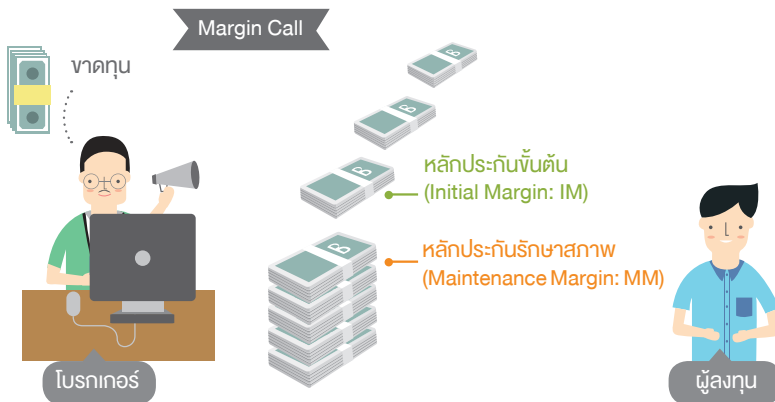 Margin Call
ขาดทุน
หลักประกันขั้นต้น
(Initial Margin: IM)
หลักประกันรักษาสภาพ
(Maintenance Margin: MM)
โบรกเกอร์
ผู้ลงทุน